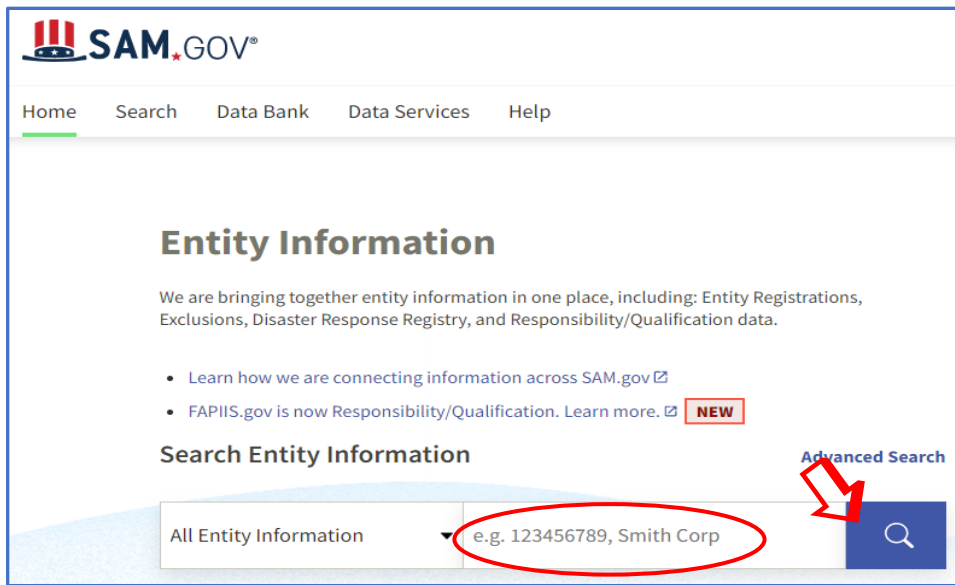 SAM.GOV®
Home Search Data Bank Data Services Help
Entity Information
We are bringing together entity information in one place, including: Entity Registrations,
Exclusions, Disaster Response Registry, and Responsibility/Qualification data.
• Learn how we are connecting information across SAM.gov
• FAPIIS.gov is now Responsibility/Qualification. Learn more. NEW
Search Entity Information Advanced Search
All Entity Information e.g. 123456789, Smith Corp